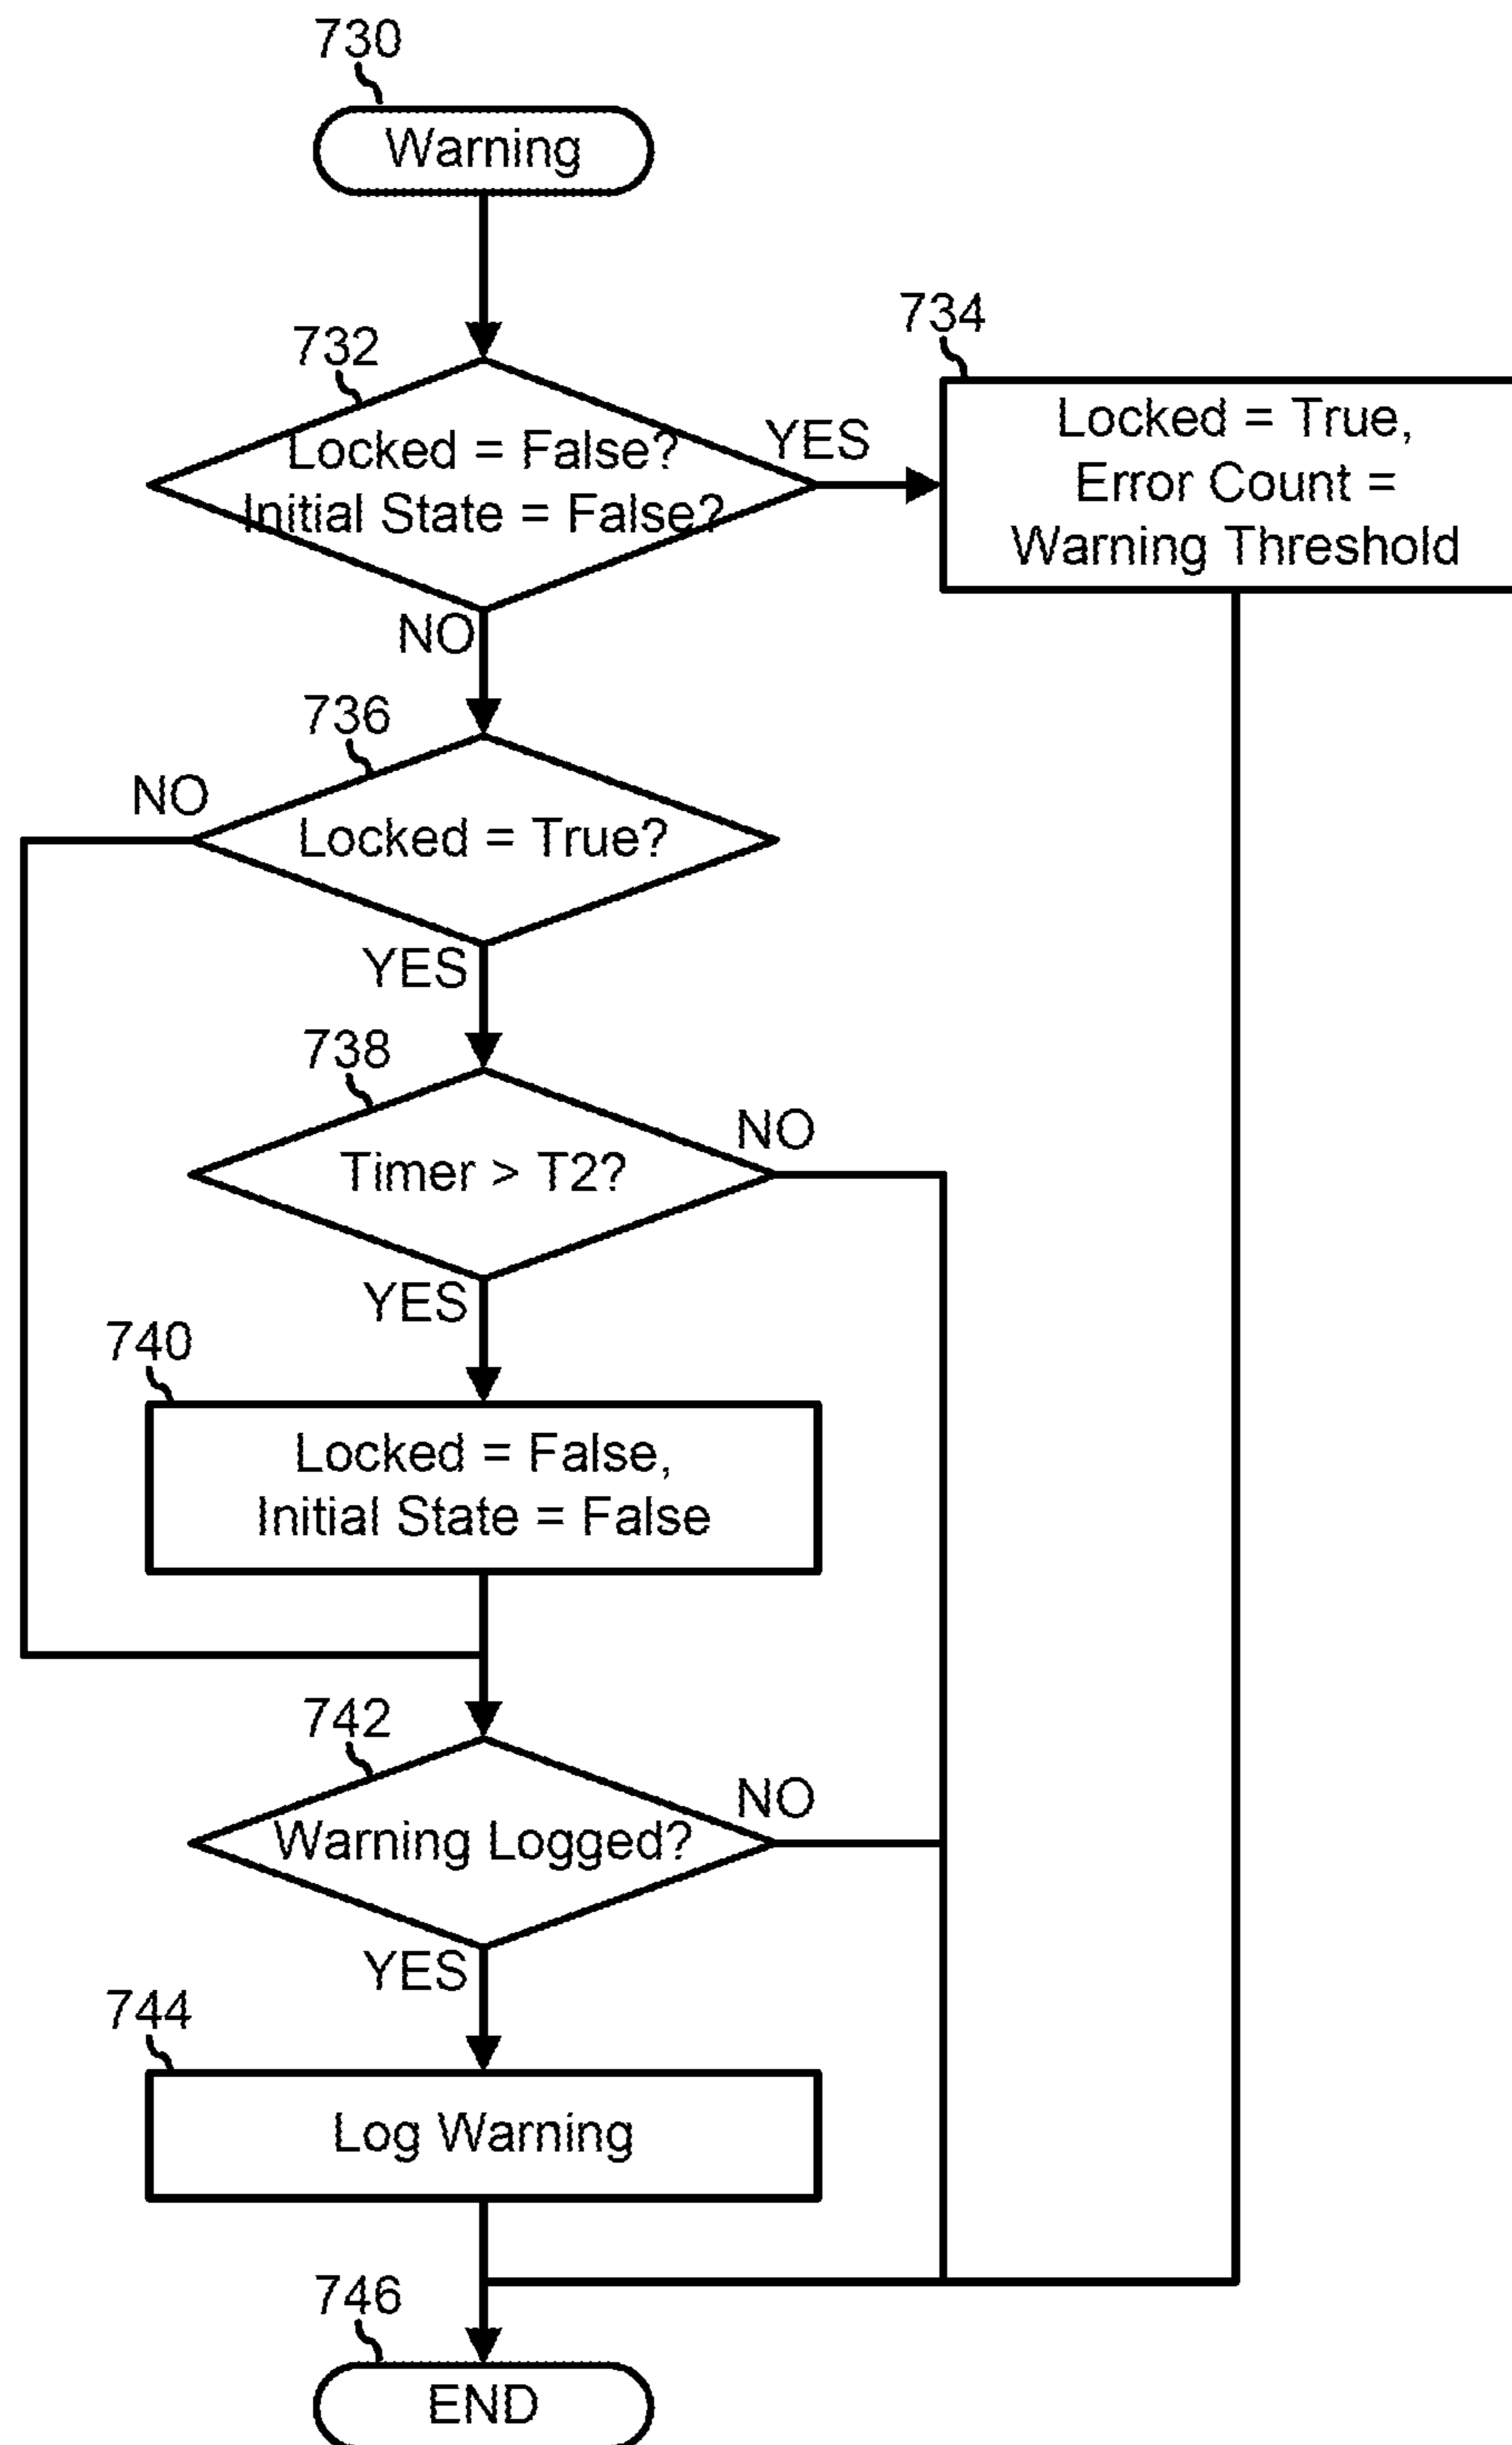 730
Warning
732
Locked = False?
Initial State = False?
YES
NO
734
Locked = True,
Error Count =
Warning Threshold
736
NO
Locked = True?
YES
738
NO
Timer > T2?
YES
740
Locked = False,
Initial State = False
742
NO
Warning Logged?
YES
744
Log Warning
746
END